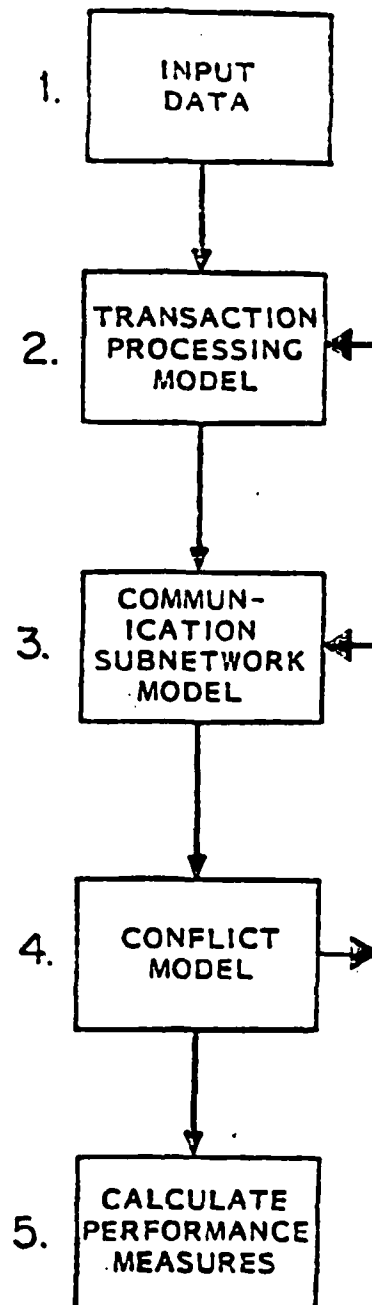 1.
INPUT
DATA
2.
TRANSACTION
PROCESSING
MODEL
3.
COMMUN-
ICATION
SUBNETWORK
MODEL
4.
CONFLICT
MODEL
5.
CALCULATE
PERFORMANCE
MEASURES